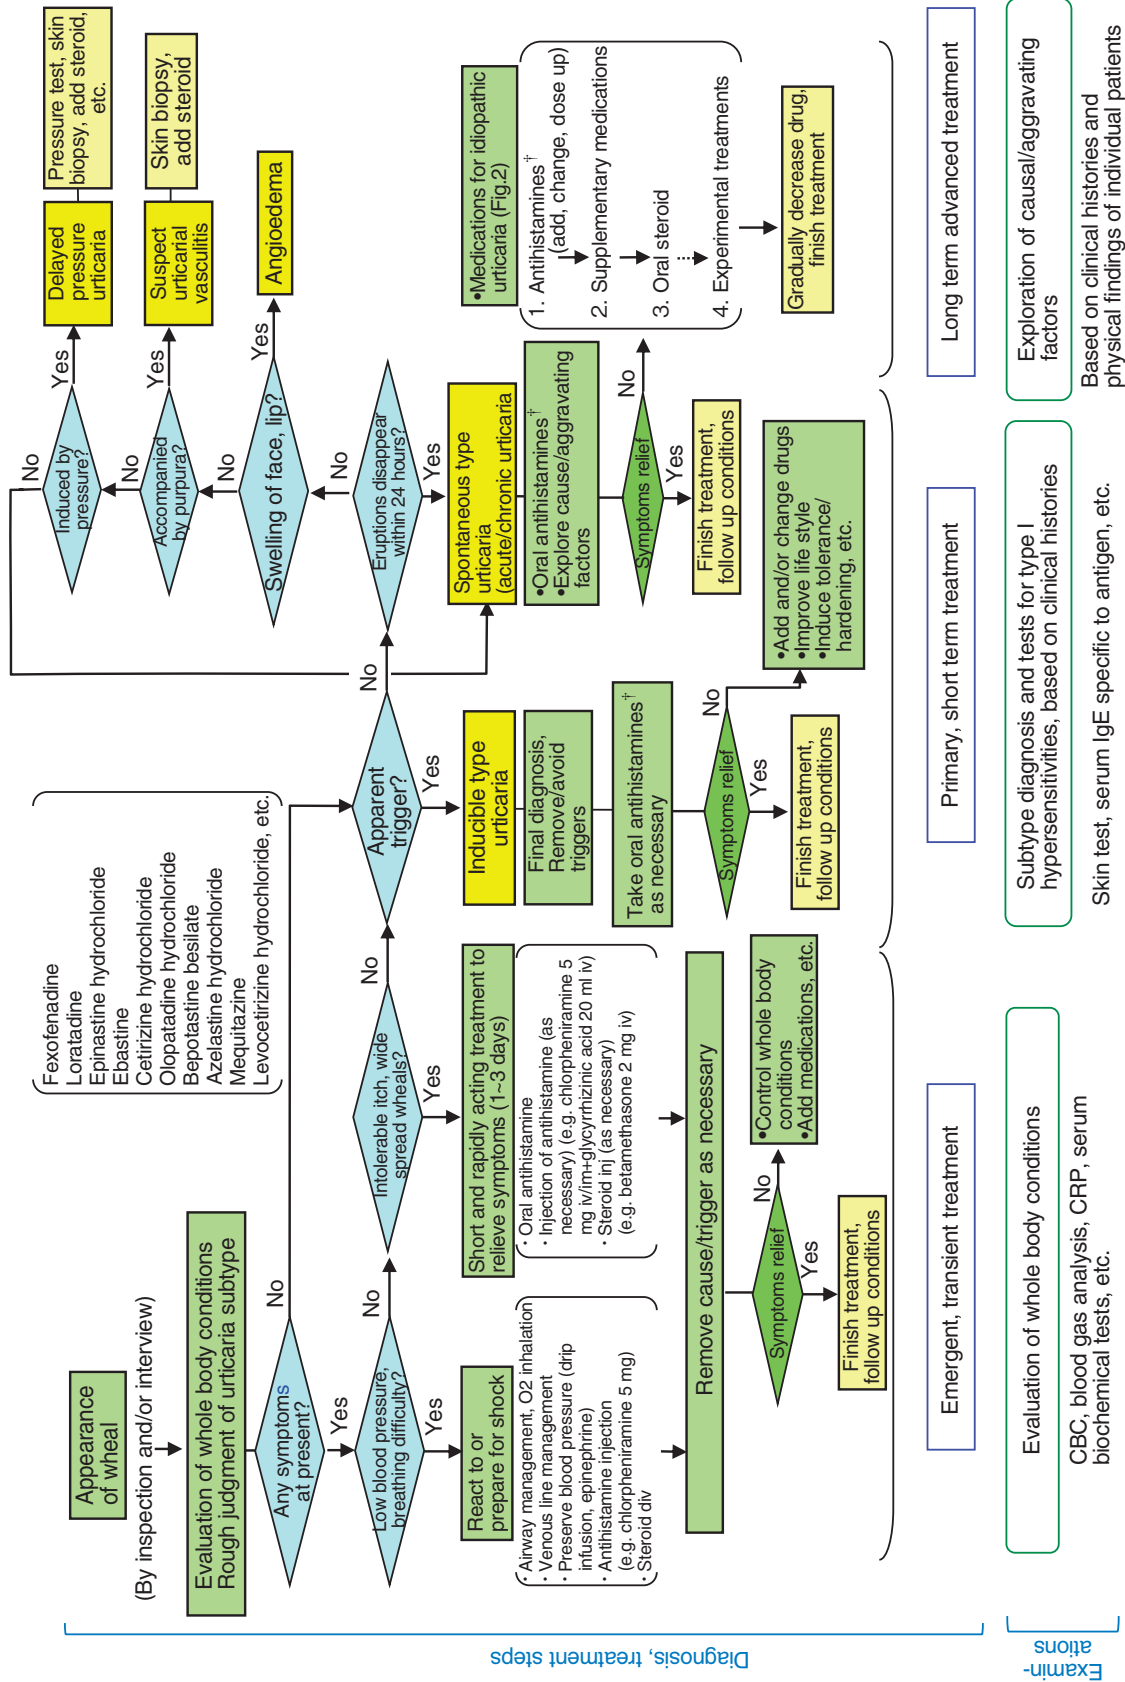 Appearance
of wheal
(By inspection and/or interview)
Evaluation of whole body conditions
Rough judgment of urticaria subtype
Any symptoms
at present?
No
Yes
Low blood pressure,
breathing difficulty?
No
Yes
React to or
prepare for shock
· Airway management, O2 inhalation
· Venous line management
· Preserve blood pressure (drip
infusion, epinephrine)
· Antihistamine injection
(e.g. chlorpheniramine 5 mg)
· Steroid div
Intolerable itch, wide
spread wheals?
No
Yes
Short and rapidly acting treatment to
relieve symptoms (1~3 days)
· Oral antihistamine
· Injection of antihistamine (as
necessary) (e.g. chlorpheniramine 5
mg iv/im+glycyrrhizinic acid 20 ml iv)
· Steroid inj (as necessary)
(e.g. betamethasone 2 mg iv)
Remove cause/trigger as necessary
Symptoms relief
No
•Control whole body
conditions
•Add medications, etc.
Yes
Finish treatment,
follow up conditions
Fexofenadine
Loratadine
Epinastine hydrochloride
Ebastine
Cetirizine hydrochloride
Olopatadine hydrochloride
Bepotastine besilate
Azelastine hydrochloride
Mequitazine
Levocetirizine hydrochloride, etc.
Apparent
trigger?
No
Yes
Inducible type
urticaria
Final diagnosis,
Remove/avoid
triggers
Take oral antihistamines†
as necessary
Symptoms relief
No
•Add and/or change drugs
•Improve life style
•Induce tolerance/
hardening, etc.
Yes
Finish treatment,
follow up conditions
Eruptions disappear
within 24 hours?
No
Yes
Swelling of face, lip?
Yes
Angioedema
No
Accompanied
by purpura?
Yes
Suspect
urticarial
vasculitis
Skin biopsy,
add steroid
No
Induced by
pressure?
Yes
Delayed
pressure
urticaria
Pressure test, skin
biopsy, add steroid,
etc.
No
Spontaneous type
urticaria
(acute/chronic urticaria)
•Oral antihistamines†
•Explore cause/aggravating
factors
Symptoms relief
No
Yes
Finish treatment,
follow up conditions
•Medications for idiopathic
urticaria (Fig.2)
1. Antihistamines†
(add, change, dose up)
2. Supplementary medications
3. Oral steroid
4. Experimental treatments
Gradually decrease drug,
finish treatment
Emergent, transient treatment
Primary, short term treatment
Long term advanced treatment
Evaluation of whole body conditions
CBC, blood gas analysis, CRP, serum
biochemical tests, etc.
Subtype diagnosis and tests for type I
hypersensitivities, based on clinical histories
Skin test, serum IgE specific to antigen, etc.
Exploration of causal/aggravating
factors
Based on clinical histories and
physical findings of individual patients
Diagnosis, treatment steps
Examin-
ations